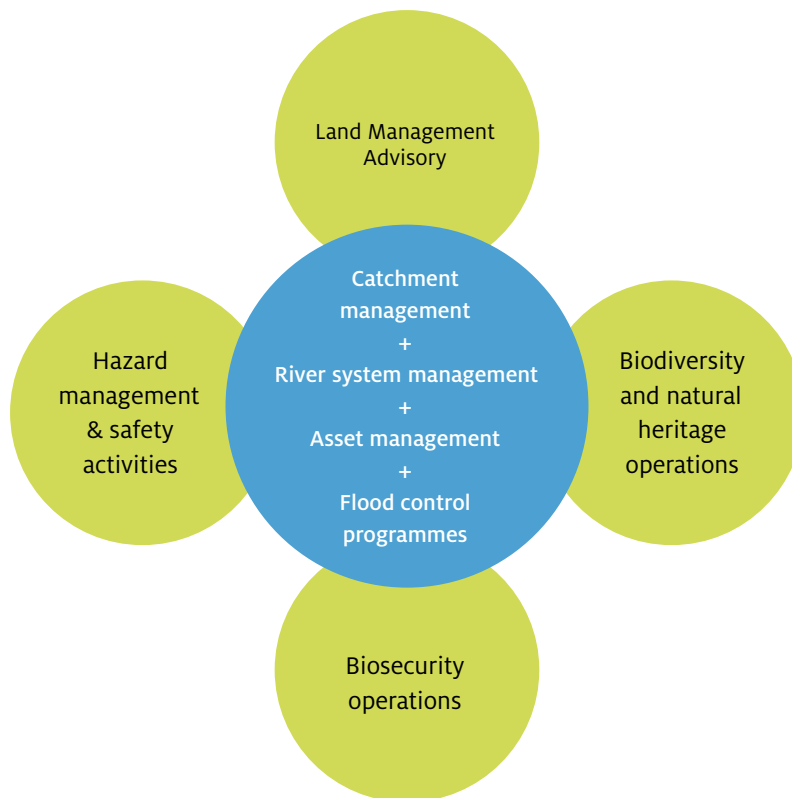 Land Management
Advisory
Catchment
management
+
River system management
+
Asset management
+
Flood control
programmes
Hazard
management
& safety
activities
Biodiversity
and natural
heritage
operations
Biosecurity
operations